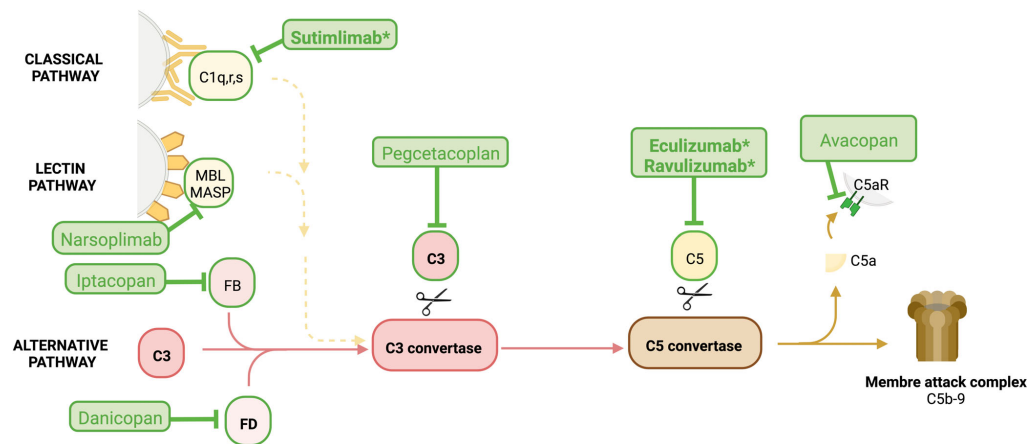 Sutimlimab*
CLASSICAL
PATHWAY
C1q,r,s
LECTIN
PATHWAY
MBL
MASP
Narsoplimab
Pegcetacoplan
Eculizumab*
Ravulizumab*
Avacopan
C5aR
Iptacopan
FB
C3
C5
C5a
ALTERNATIVE
PATHWAY
C3
C3 convertase
C5 convertase
Danicopan
FD
Membre attack complex
C5b-9